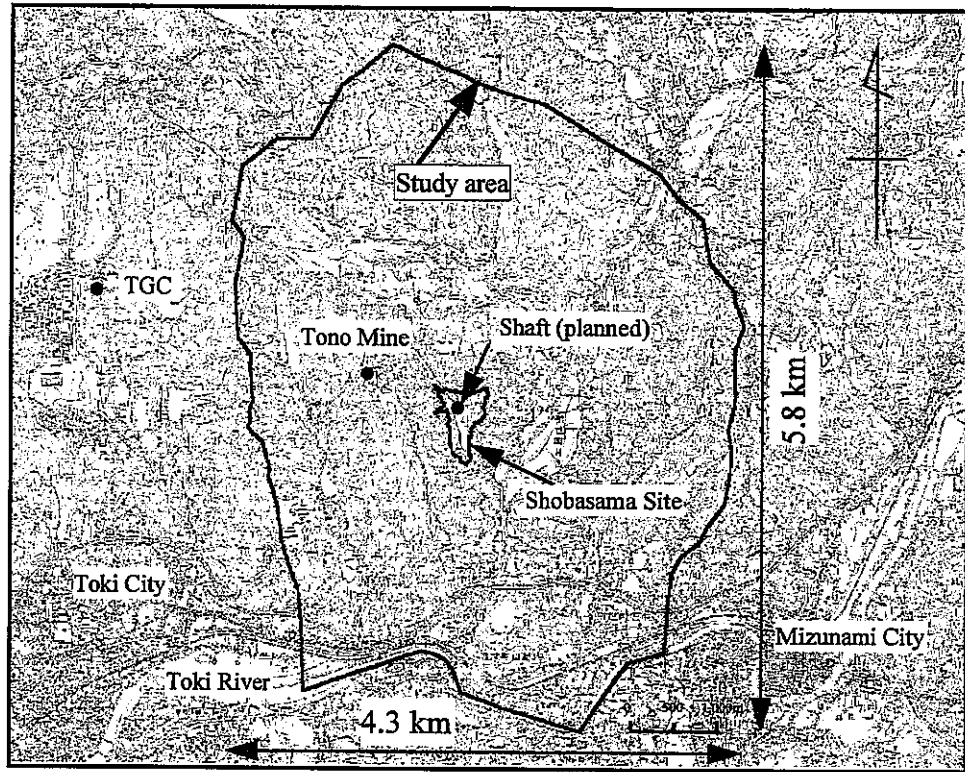 Study area
TGC
Shaft (planned)
Tono Mine
5.8 km
Shobasama Site
Toki City
Mizunami City
Toki River
4.3 km